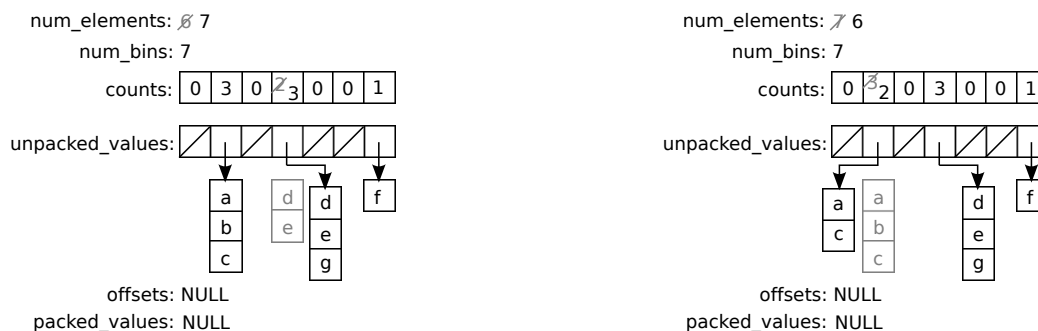 num_elements: 6 7
num_bins: 7
counts: 0 3 0 2 3 0 0 1
unpacked_values:
a
b
c
d
e
d
e
g
f
offsets: NULL
packed_values: NULL
num_elements: 7 6
num_bins: 7
counts: 0 3 2 0 3 0 0 1
unpacked_values:
a
c
a
b
c
d
e
g
f
offsets: NULL
packed_values: NULL